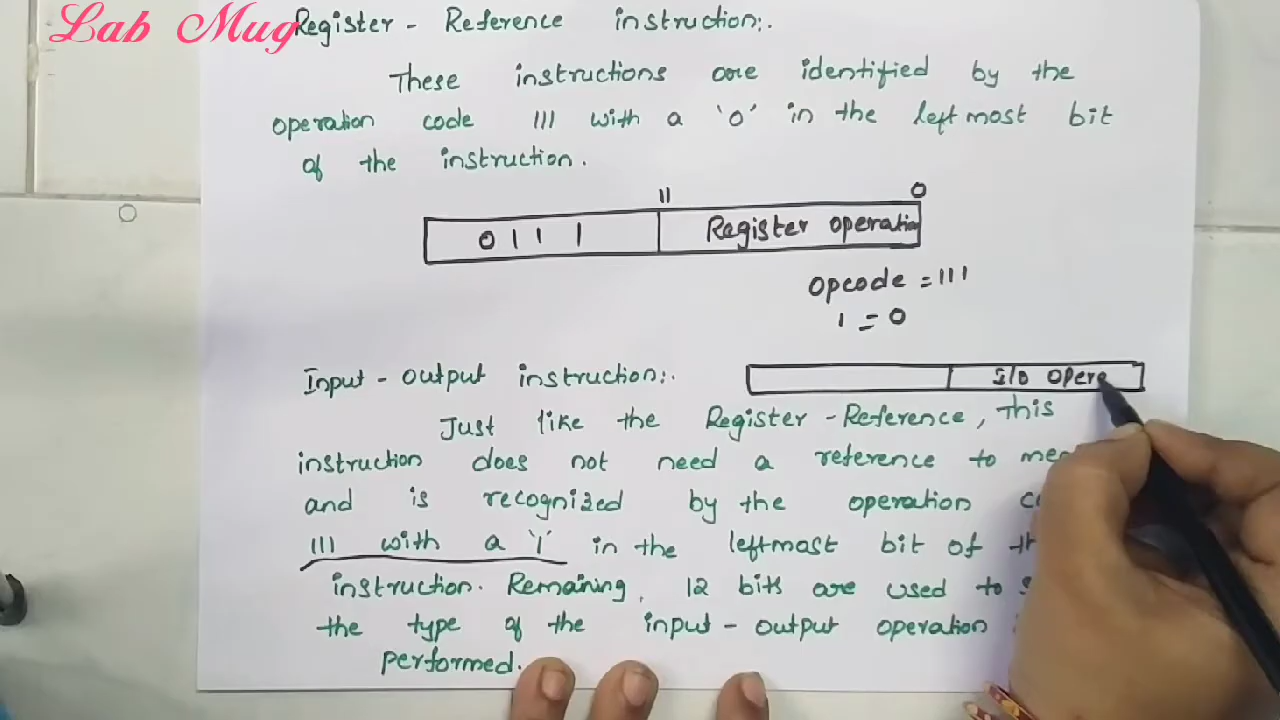 Lab Mug
Register - Reference instruction:.
These instructions are identified by the
operation code 111 with a 'o' in the leftmost bit
of the instruction.
11 0
0 1 1 1 Register operation
Opcode = 111
1 = 0
Input - output instruction:.
I/O Opera
Just like the Register - Reference, This
instruction does not need a reference to
and is recognized by the operation
111 with a '1' in the leftmost bit of
instruction. Remaining, 12 bits are used to
the type of the input - output operation
performed.